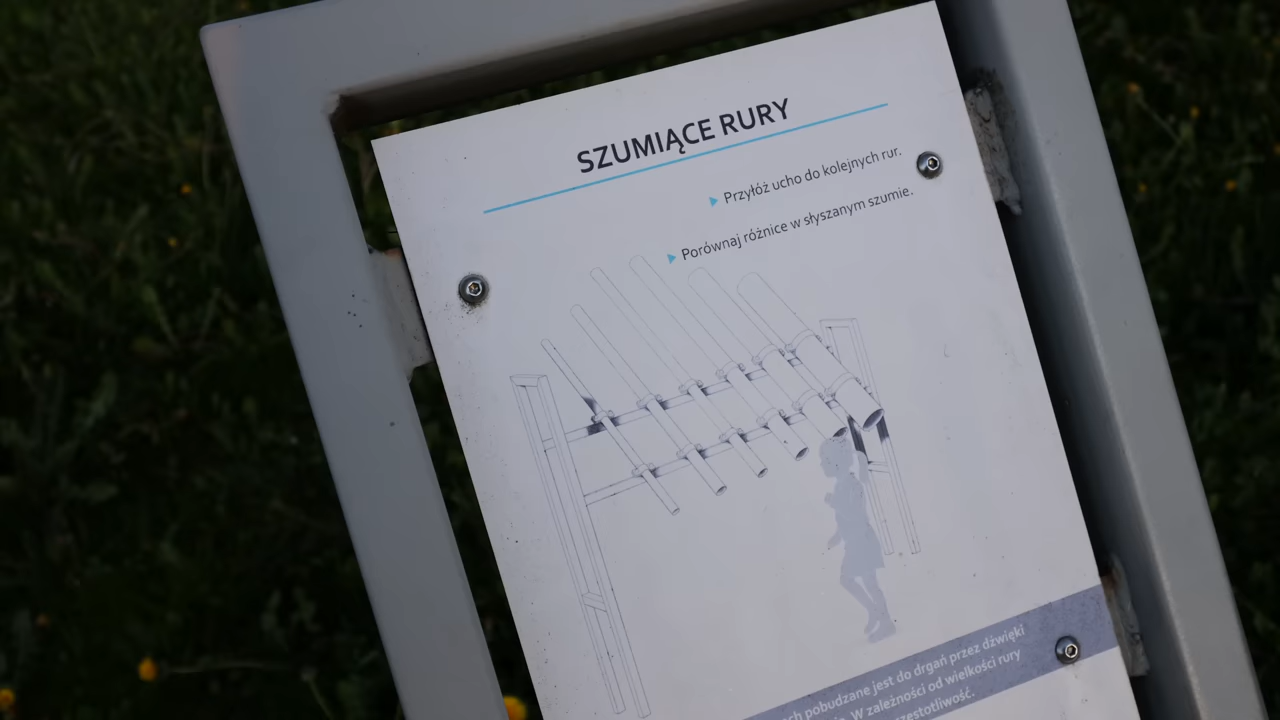 SZUMIĄCE RURY
Przyłóż ucho do kolejnych rur.
Porównaj różnice w słyszanym szumie.
pobudzane jest do drgań przez dźwięki
W zależności od wielkości rury
częstotliwość.